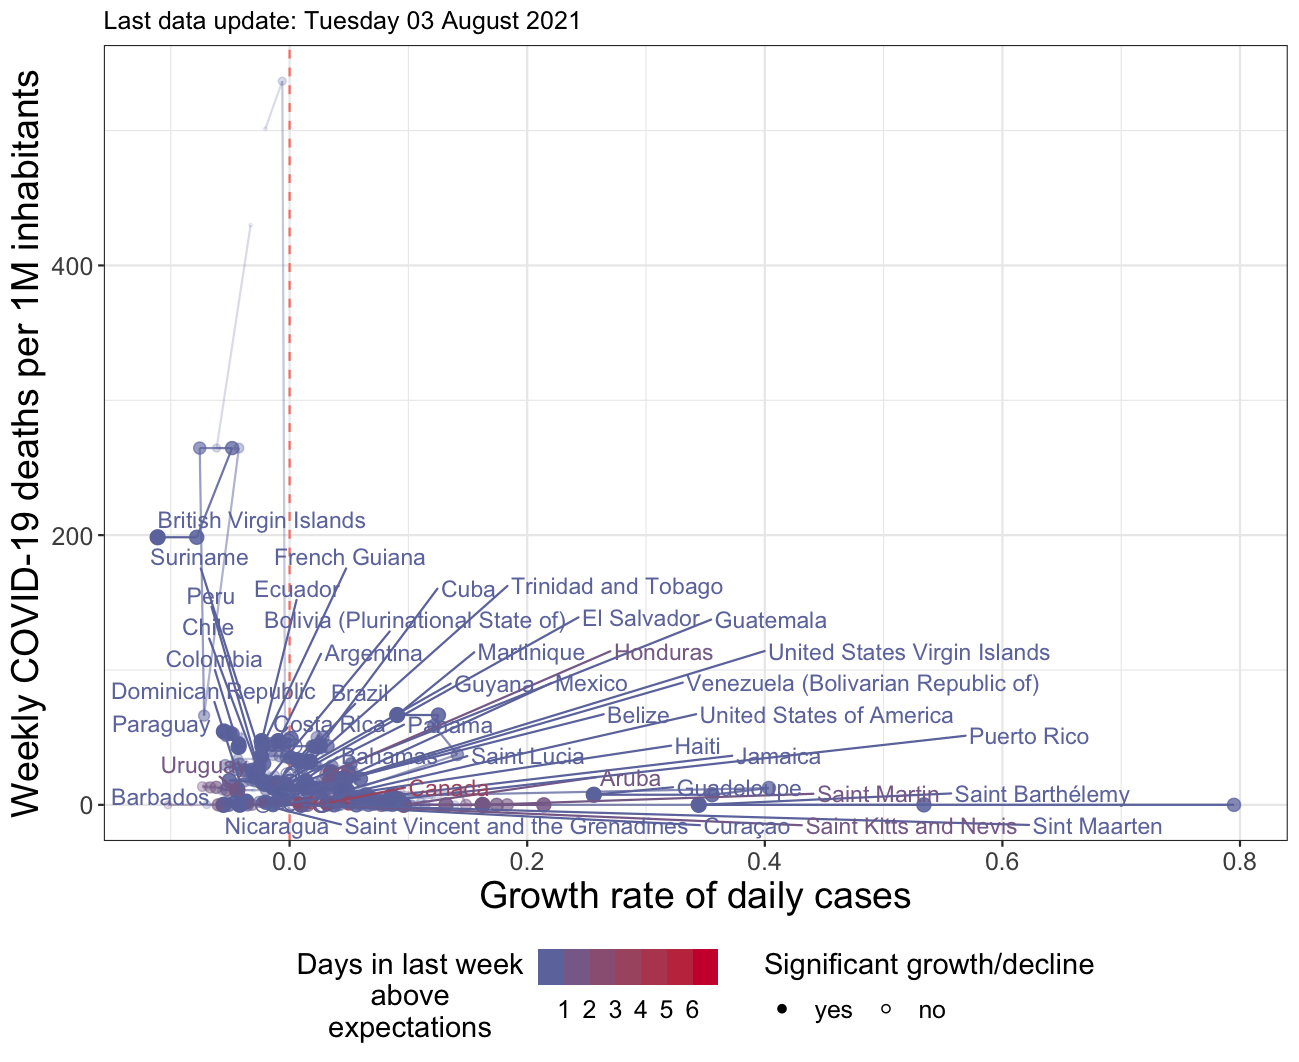 Last data update: Tuesday 03 August 2021
Weekly COVID-19 deaths per 1M inhabitants
400
200
0
British Virgin Islands
Suriname
French Guiana
Peru
Ecuador
Cuba
Trinidad and Tobago
Chile
Bolivia (Plurinational State of)
El Salvador
Guatemala
Colombia
Argentina
Martinique
Honduras
United States Virgin Islands
Dominican Republic
Brazil
Guyana
Mexico
Venezuela (Bolivarian Republic of)
Paraguay
Costa Rica
Panama
Belize
United States of America
Puerto Rico
Uruguay
Bahamas
Saint Lucia
Haiti
Jamaica
Aruba
Barbados
Canada
Guadeloupe
Saint Martin
Saint Barthélemy
Nicaragua
Saint Vincent and the Grenadines
Curaçao
Saint Kitts and Nevis
Sint Maarten
0.0
0.2
0.4
0.6
0.8
Growth rate of daily cases
Days in last week
above
expectations
1 2 3 4 5 6
Significant growth/decline
yes
no